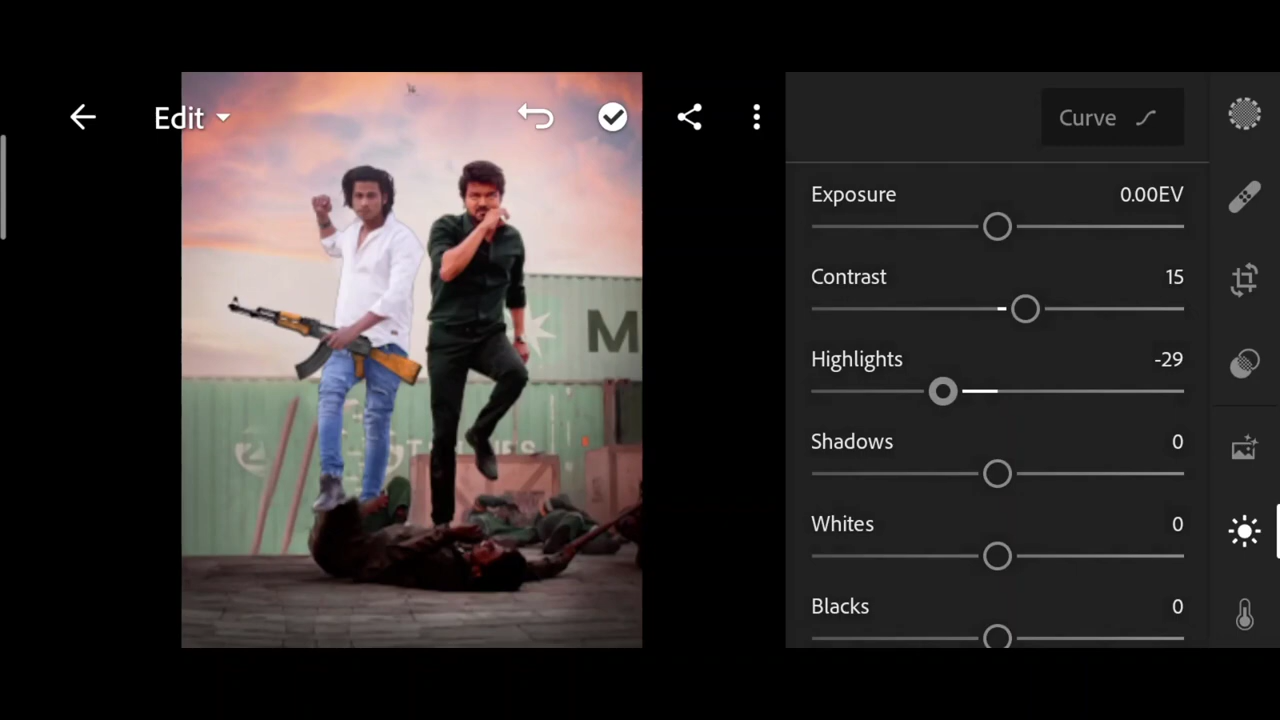 Edit
Curve
Exposure 0.00EV
Contrast 15
Highlights -29
M
Shadows 0
Whites 0
Blacks 0